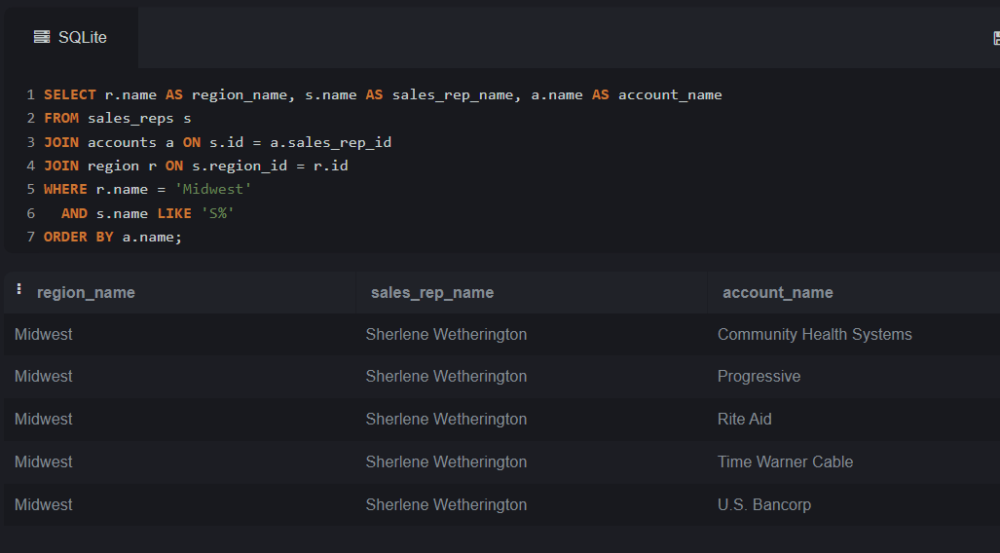 SQLite
1 SELECT r.name AS region_name, s.name AS sales_rep_name, a.name AS account_name
2 FROM sales_reps s
3 JOIN accounts a ON s.id = a.sales_rep_id
4 JOIN region r ON s.region_id = r.id
5 WHERE r.name = 'Midwest'
6   AND s.name LIKE 'S%'
7 ORDER BY a.name;
region_name sales_rep_name account_name
Midwest Sherlene Wetherington Community Health Systems
Midwest Sherlene Wetherington Progressive
Midwest Sherlene Wetherington Rite Aid
Midwest Sherlene Wetherington Time Warner Cable
Midwest Sherlene Wetherington U.S. Bancorp